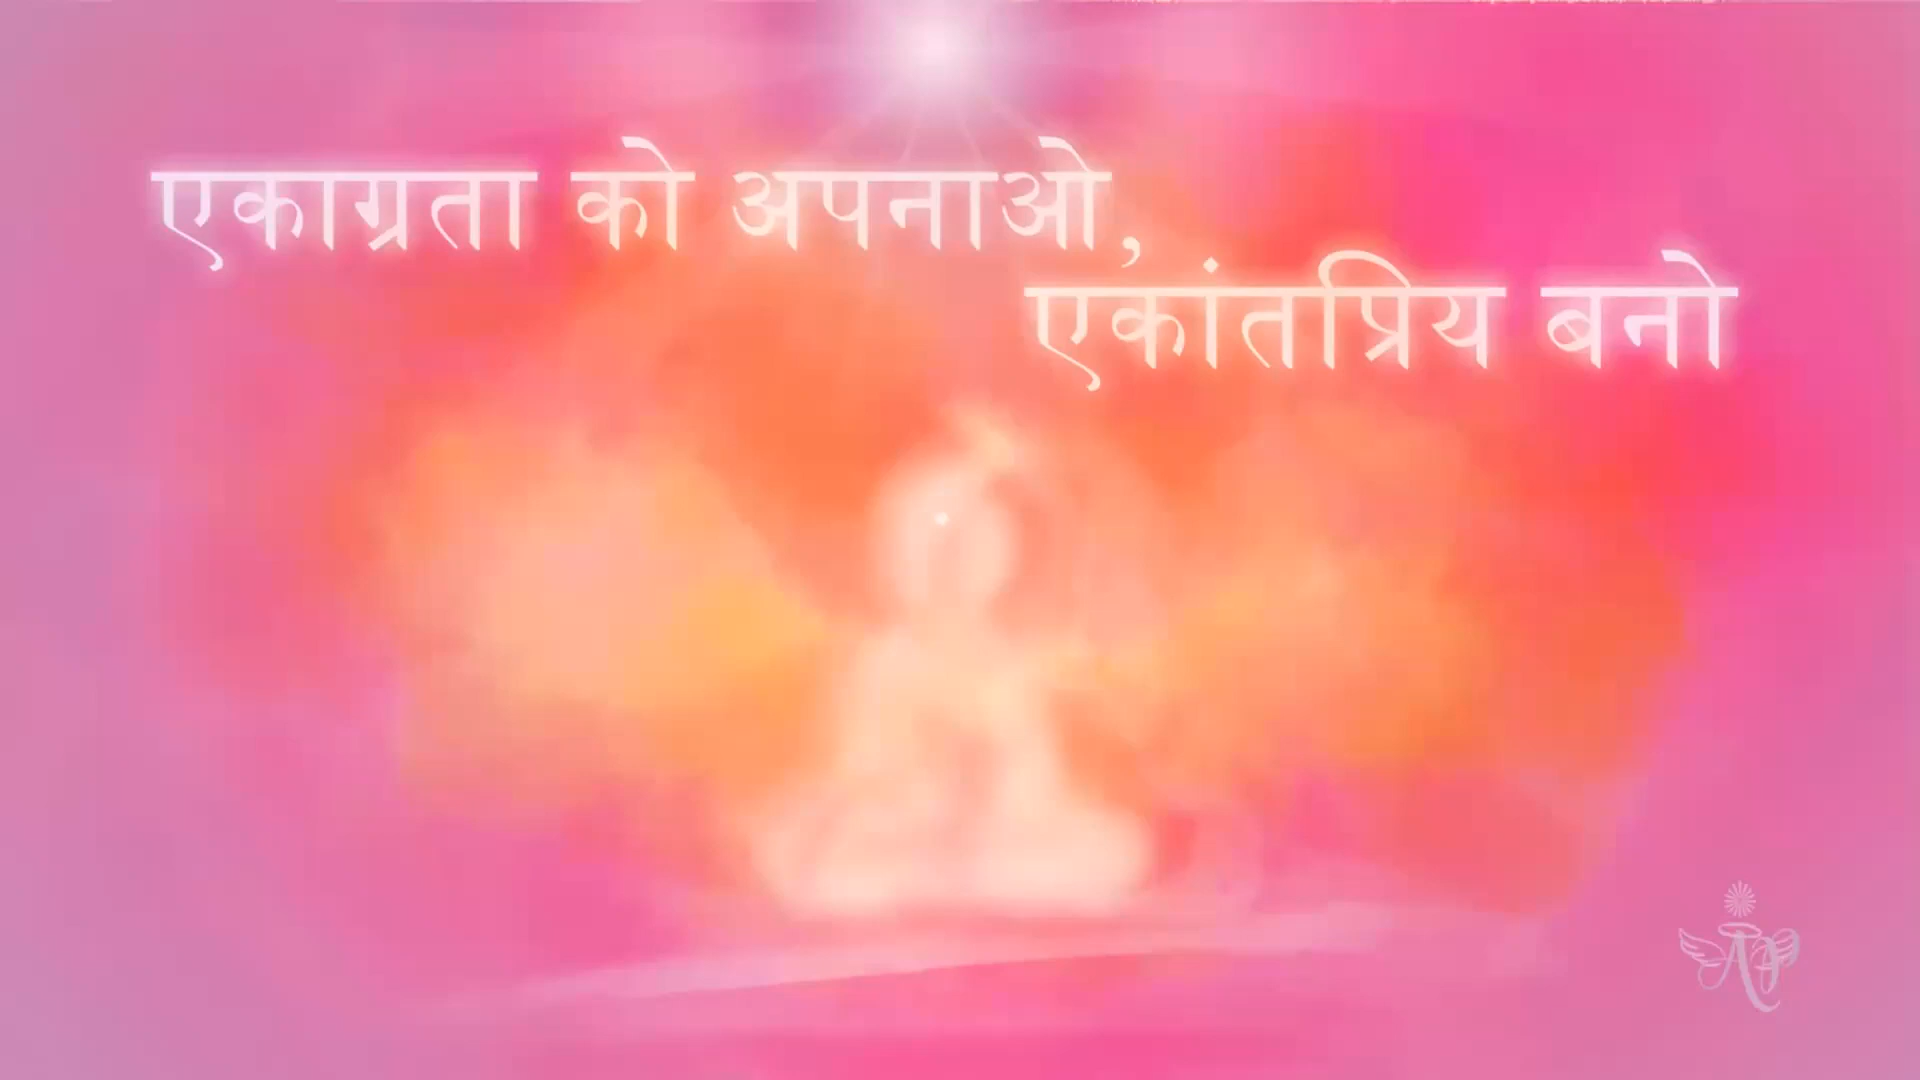 एकाग्रता को अपनाओ,
एकांतप्रिय बनो